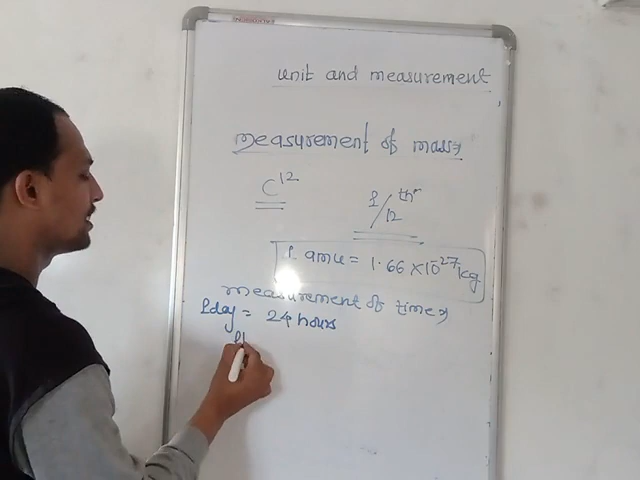 unit and measurement
measurement of mass
C¹²
1/12 th
1 amu = 1.66 × 10⁻²⁷ kg
measurement of time
1 day = 24 hours